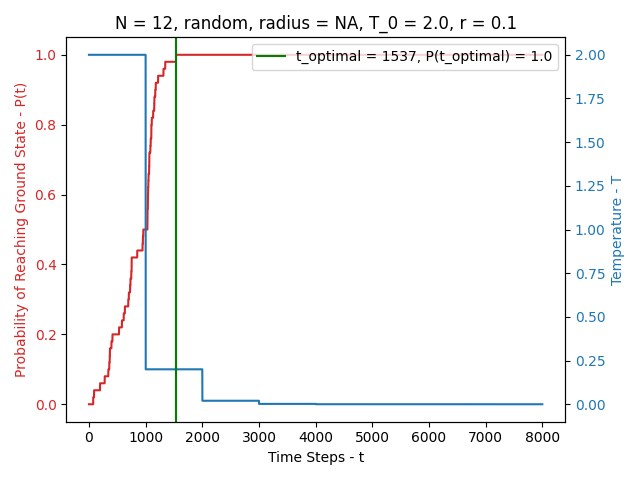 N = 12, random, radius = NA, T_0 = 2.0, r = 0.1
t_optimal = 1537, P(t_optimal) = 1.0
Probability of Reaching Ground State - P(t)
1.0
0.8
0.6
0.4
0.2
0.0
2.00
1.75
1.50
1.25
1.00
0.75
0.50
0.25
0.00
Temperature - T
0 1000 2000 3000 4000 5000 6000 7000 8000
Time Steps - t